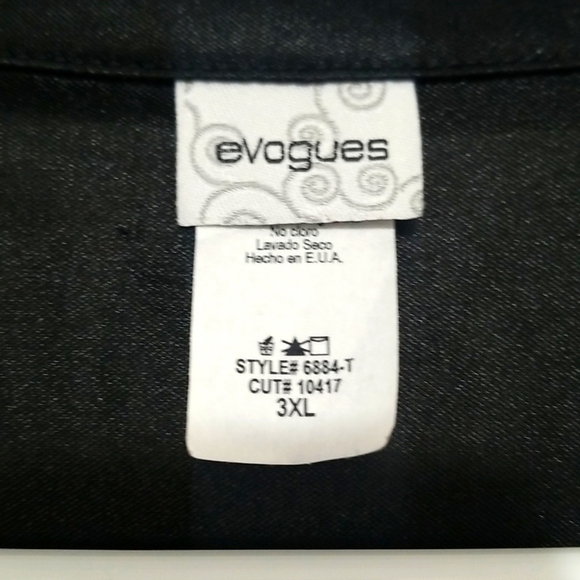 evogues
No cloro
Lavado Seco
Hecho en E.U.A.
STYLE# 6884-T
CUT# 10417
3XL